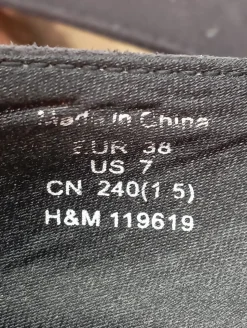 Made in China
EUR 38
US 7
CN 240(1 5)
H&M 119619